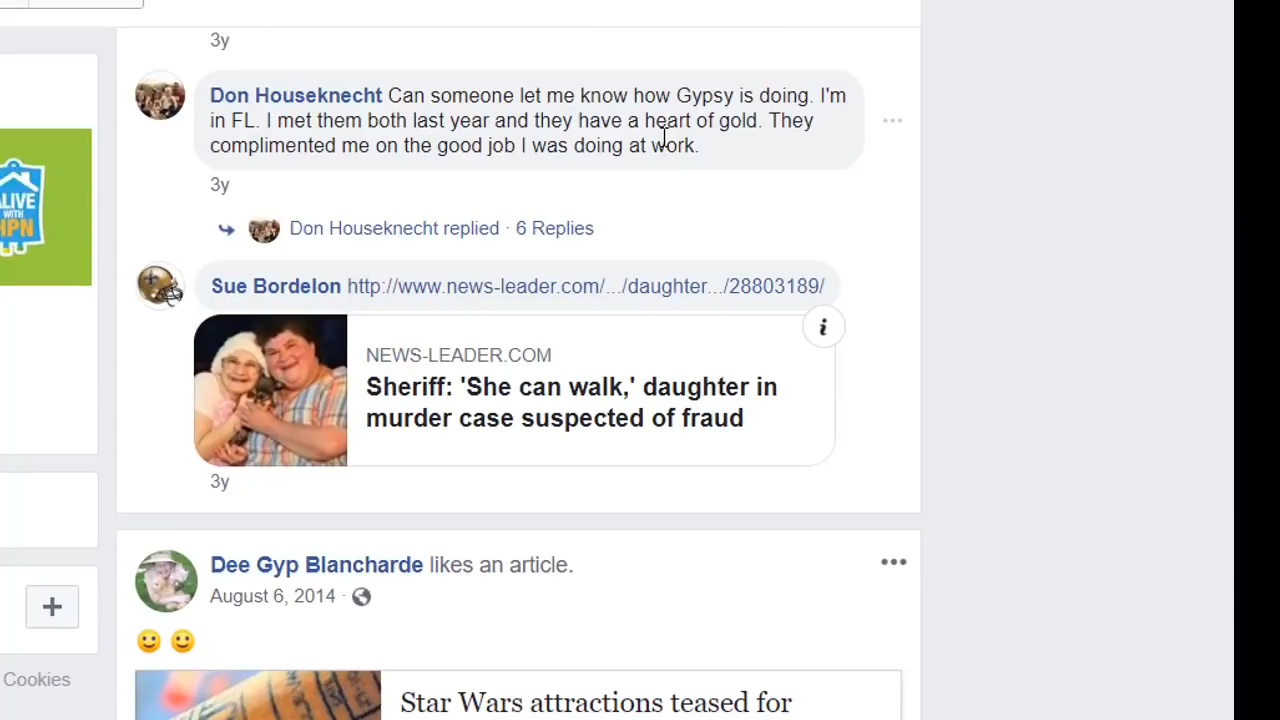 3y
Don Houseknecht Can someone let me know how Gypsy is doing. I'm
in FL. I met them both last year and they have a heart of gold. They
complimented me on the good job I was doing at work.
3y
Don Houseknecht replied · 6 Replies
ALIVE
WITH
HPN
Sue Bordelon http://www.news-leader.com/.../daughter.../28803189/
NEWS-LEADER.COM
Sheriff: 'She can walk,' daughter in
murder case suspected of fraud
3y
Dee Gyp Blancharde likes an article.
August 6, 2014 ·
Cookies
Star Wars attractions teased for